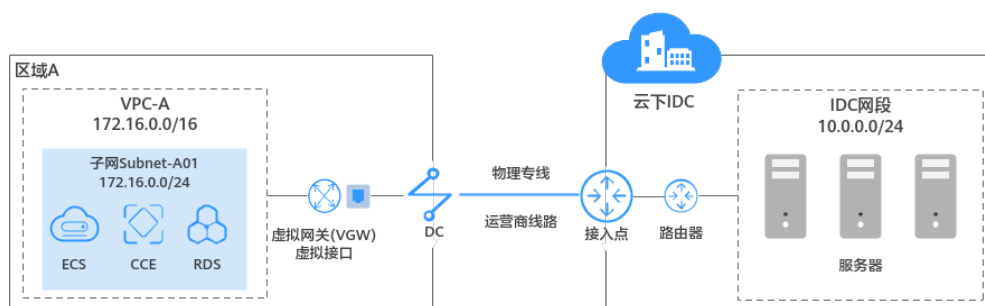 区域A
VPC-A
172.16.0.0/16
子网Subnet-A01
172.16.0.0/24
ECS
CCE
RDS
虚拟网关(VGW)
虚拟接口
DC
物理专线
运营商线路
云下IDC
接入点
路由器
IDC网段
10.0.0.0/24
服务器